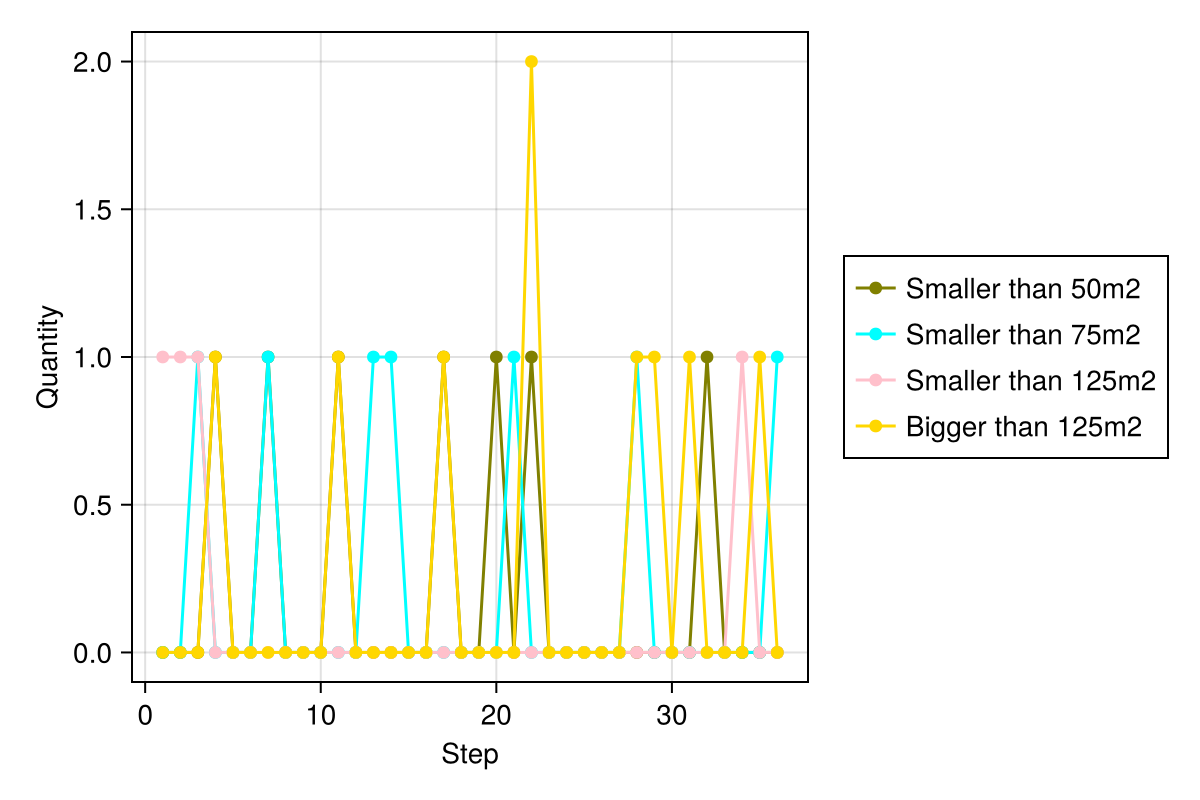 2.0
1.5
1.0
0.5
0.0
Quantity
0
10
20
30
Step
Smaller than 50m2
Smaller than 75m2
Smaller than 125m2
Bigger than 125m2